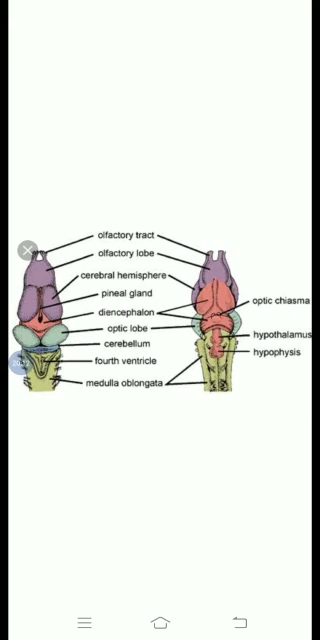 olfactory tract
olfactory lobe
cerebral hemisphere
pineal gland
diencephalon
optic lobe
cerebellum
fourth ventricle
medulla oblongata
optic chiasma
hypothalamus
hypophysis